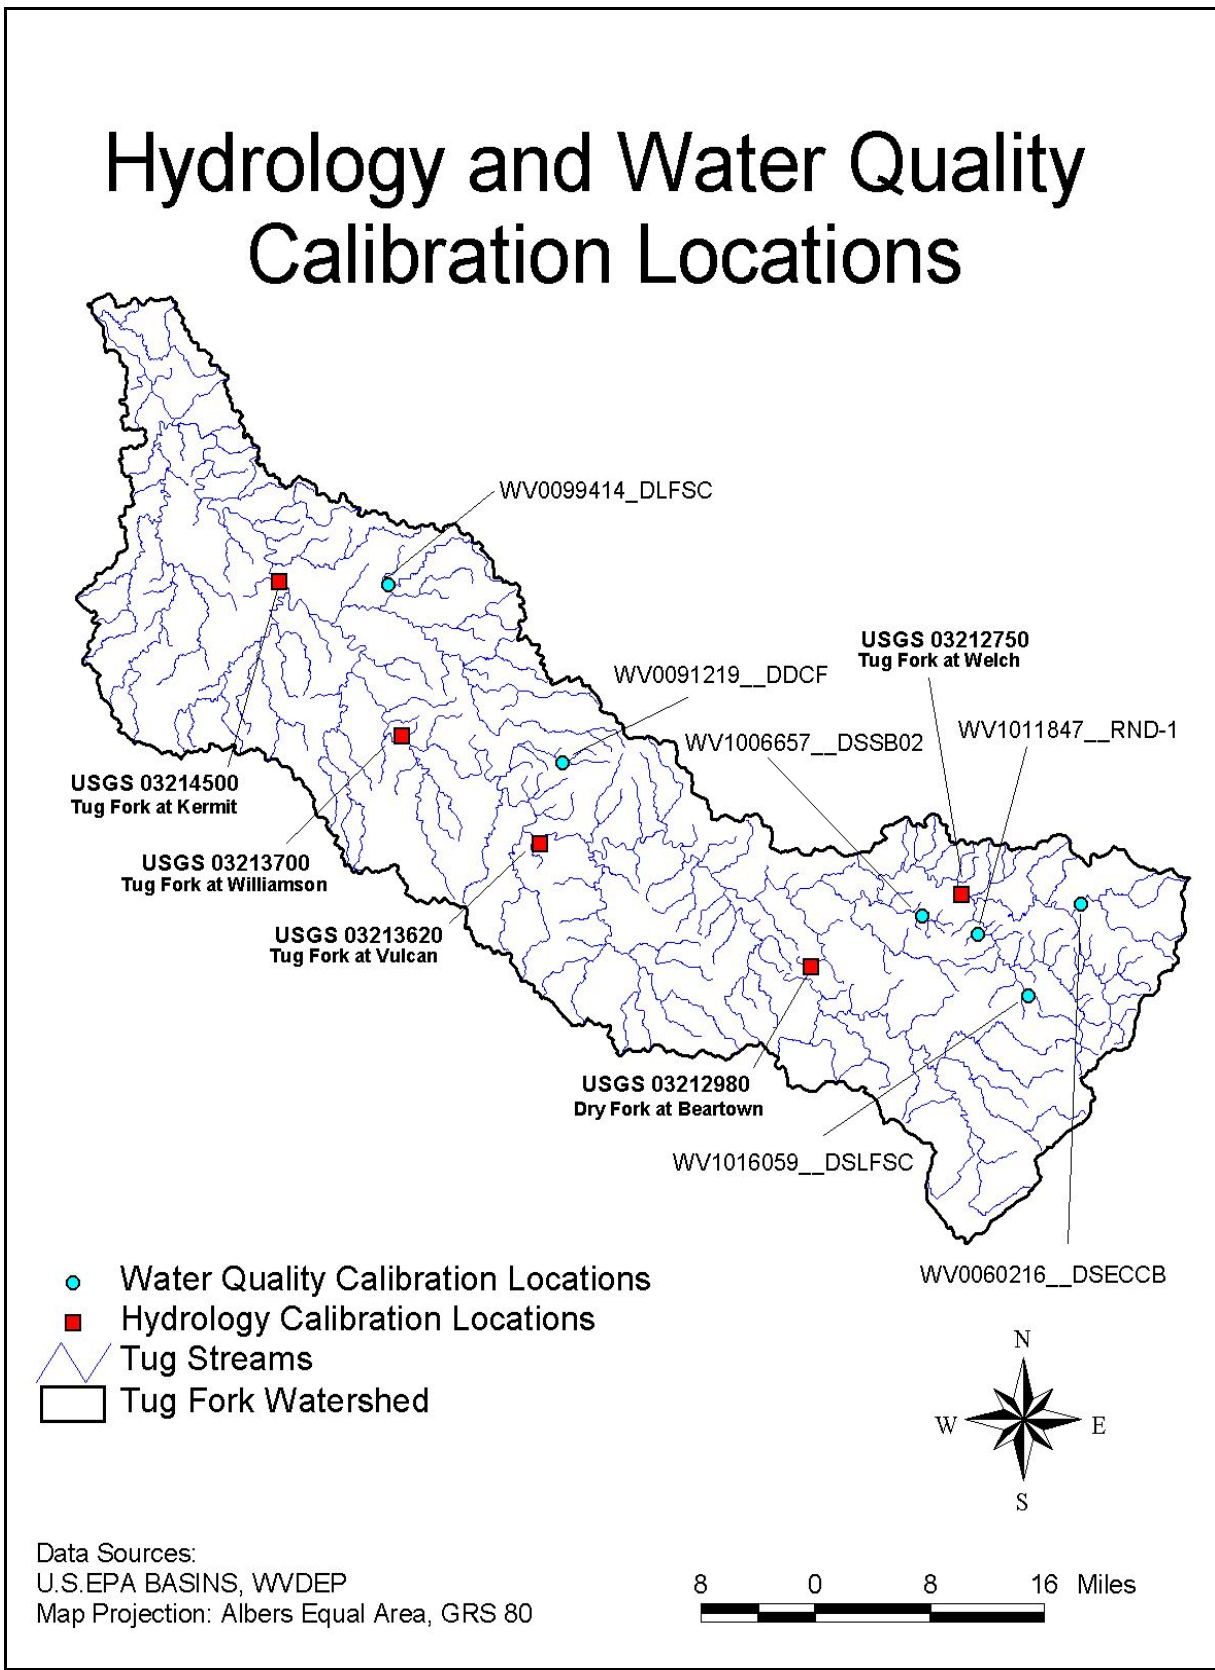 Hydrology and Water Quality
Calibration Locations
WV0099414_DLFSC
USGS 03212750
Tug Fork at Welch
WV0091219__DDCF
WV1011847__RND-1
WV1006657__DSSB02
USGS 03214500
Tug Fork at Kermit
USGS 03213700
Tug Fork at Williamson
USGS 03213620
Tug Fork at Vulcan
USGS 03212980
Dry Fork at Beartown
WV1016059__DSLFSC
WV0060216__DSECCB
Water Quality Calibration Locations
Hydrology Calibration Locations
Tug Streams
Tug Fork Watershed
N
W E
S
Data Sources:
U.S.EPA BASINS, WVDEP
Map Projection: Albers Equal Area, GRS 80
8 0 8 16 Miles